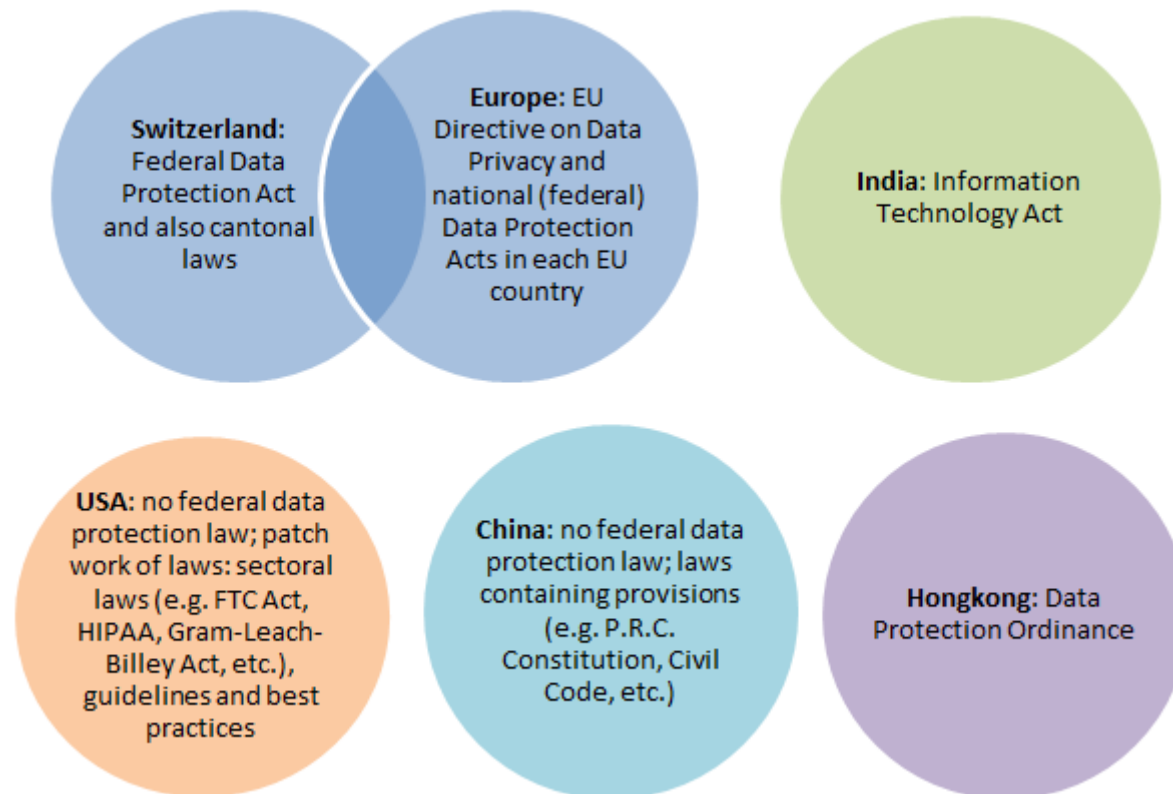 Switzerland:
Federal Data
Protection Act
and also cantonal
laws
Europe: EU
Directive on Data
Privacy and
national (federal)
Data Protection
Acts in each EU
country
India: Information
Technology Act
USA: no federal data
protection law; patch
work of laws: sectoral
laws (e.g. FTC Act,
HIPAA, Gram-Leach-
Billey Act, etc.),
guidelines and best
practices
China: no federal data
protection law; laws
containing provisions
(e.g. P.R.C.
Constitution, Civil
Code, etc.)
Hongkong: Data
Protection Ordinance